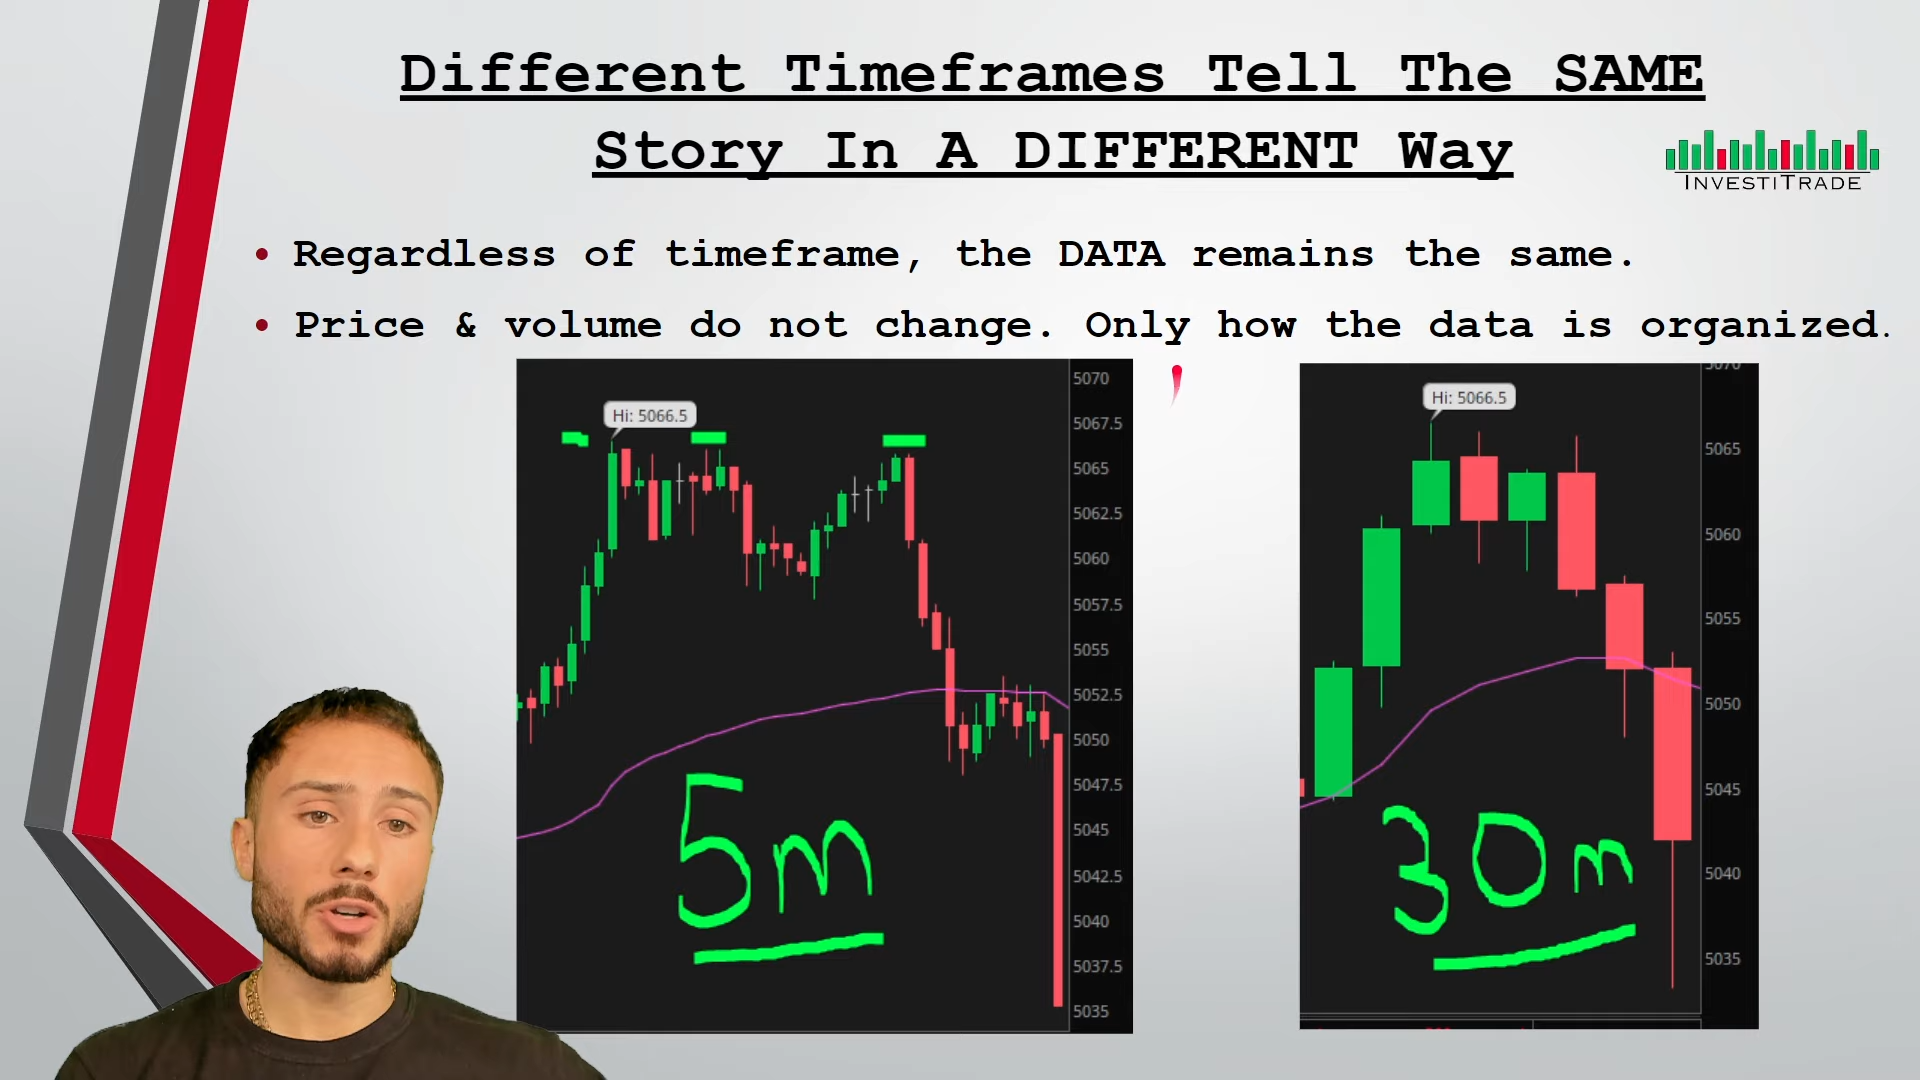 Different Timeframes Tell The SAME
Story In A DIFFERENT Way
INVESTITRADE
• Regardless of timeframe, the DATA remains the same.
• Price & volume do not change. Only how the data is organized.
Hi: 5066.5
5070
5067.5
5065
5062.5
5060
5057.5
5055
5052.5
5050
5047.5
5045
5042.5
5040
5037.5
5035
5m
Hi: 5066.5
5070
5065
5060
5055
5050
5045
5040
5035
30m